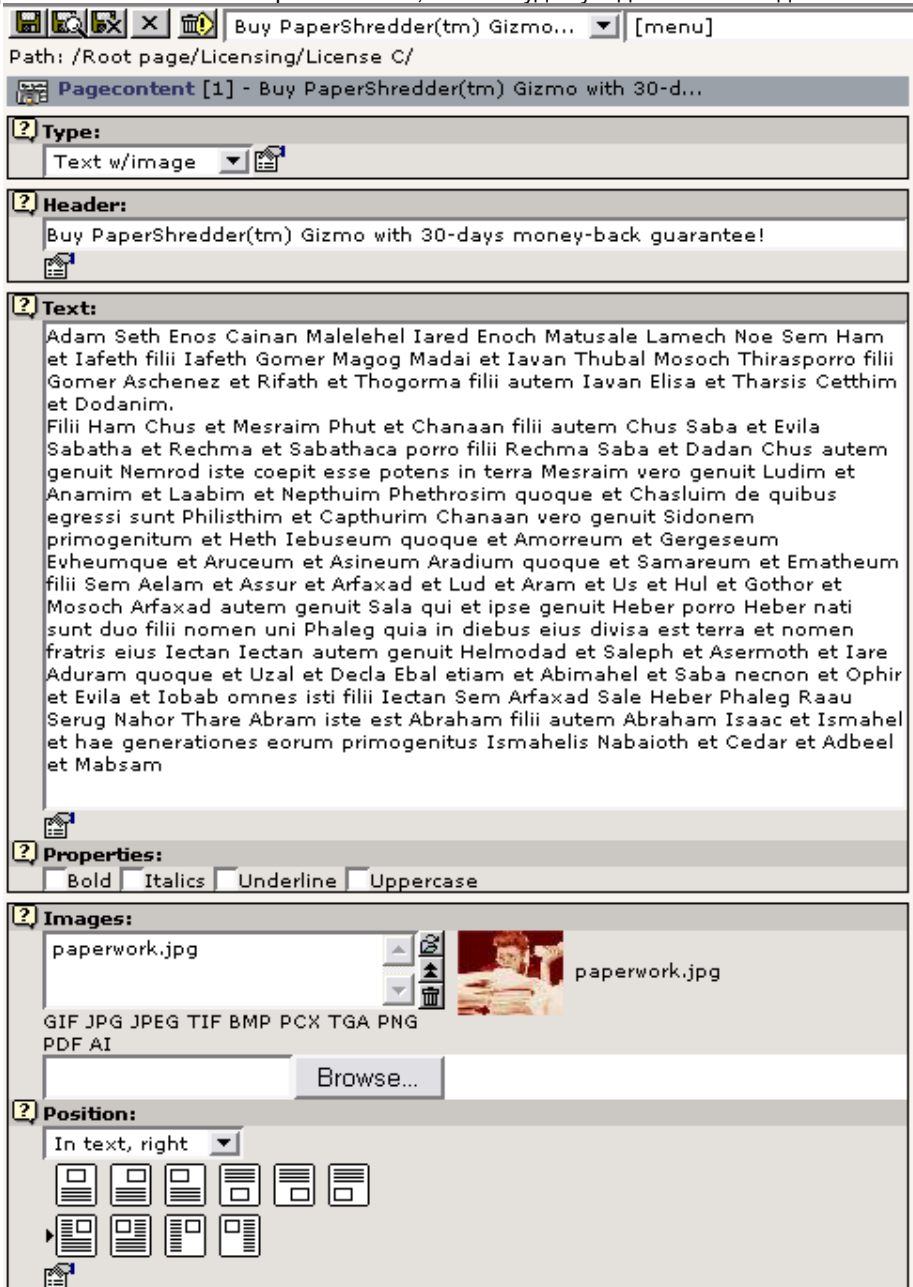 Buy PaperShredder(tm) Gizmo... [menu]
Path: /Root page/Licensing/License C/
Pagecontent [1] - Buy PaperShredder(tm) Gizmo with 30-d...
Type:
Text w/image
Header:
Buy PaperShredder(tm) Gizmo with 30-days money-back guarantee!
Text:
Adam Seth Enos Cainan Malelehel Iared Enoch Matusale Lamech Noe Sem Ham
et Iafeth filii Iafeth Gomer Magog Madai et Iavan Thubal Mosoch Thirasporro filii
Gomer Aschenez et Rifath et Thogorma filii autem Iavan Elisa et Tharsis Cetthim
et Dodanim.
Filii Ham Chus et Mesraim Phut et Chanaan filii autem Chus Saba et Evila
Sabatha et Rechma et Sabathaca porro filii Rechma Saba et Dadan Chus autem
genuit Nemrod iste coepit esse potens in terra Mesraim vero genuit Ludim et
Anamim et Laabim et Nepthuim Phethrosim quoque et Chasluim de quibus
egressi sunt Philisthim et Capthurim Chanaan vero genuit Sidonem
primogenitum et Heth Iebuseum quoque et Amorreum et Gergeseum
Evheumque et Aruceum et Asineum Aradium quoque et Samareum et Ematheum
filii Sem Aelam et Assur et Arfaxad et Lud et Aram et Us et Hul et Gothor et
Mosoch Arfaxad autem genuit Sala qui et ipse genuit Heber porro Heber nati
sunt duo filii nomen uni Phaleg quia in diebus eius divisa est terra et nomen
fratris eius Iectan Iectan autem genuit Helmodad et Saleph et Asermoth et Iare
Aduram quoque et Uzal et Decla Ebal etiam et Abimahel et Saba necnon et Ophir
et Evila et Iobab omnes isti filii Iectan Sem Arfaxad Sale Heber Phaleg Raau
Serug Nahor Thare Abram iste est Abraham filii autem Abraham Isaac et Ismahel
et hae generationes eorum primogenitus Ismahelis Nabaioth et Cedar et Adbeel
et Mabsam
Properties:
Bold Italics Underline Uppercase
Images:
paperwork.jpg
paperwork.jpg
GIF JPG JPEG TIF BMP PCX TGA PNG
PDF AI
Browse...
Position:
In text, right